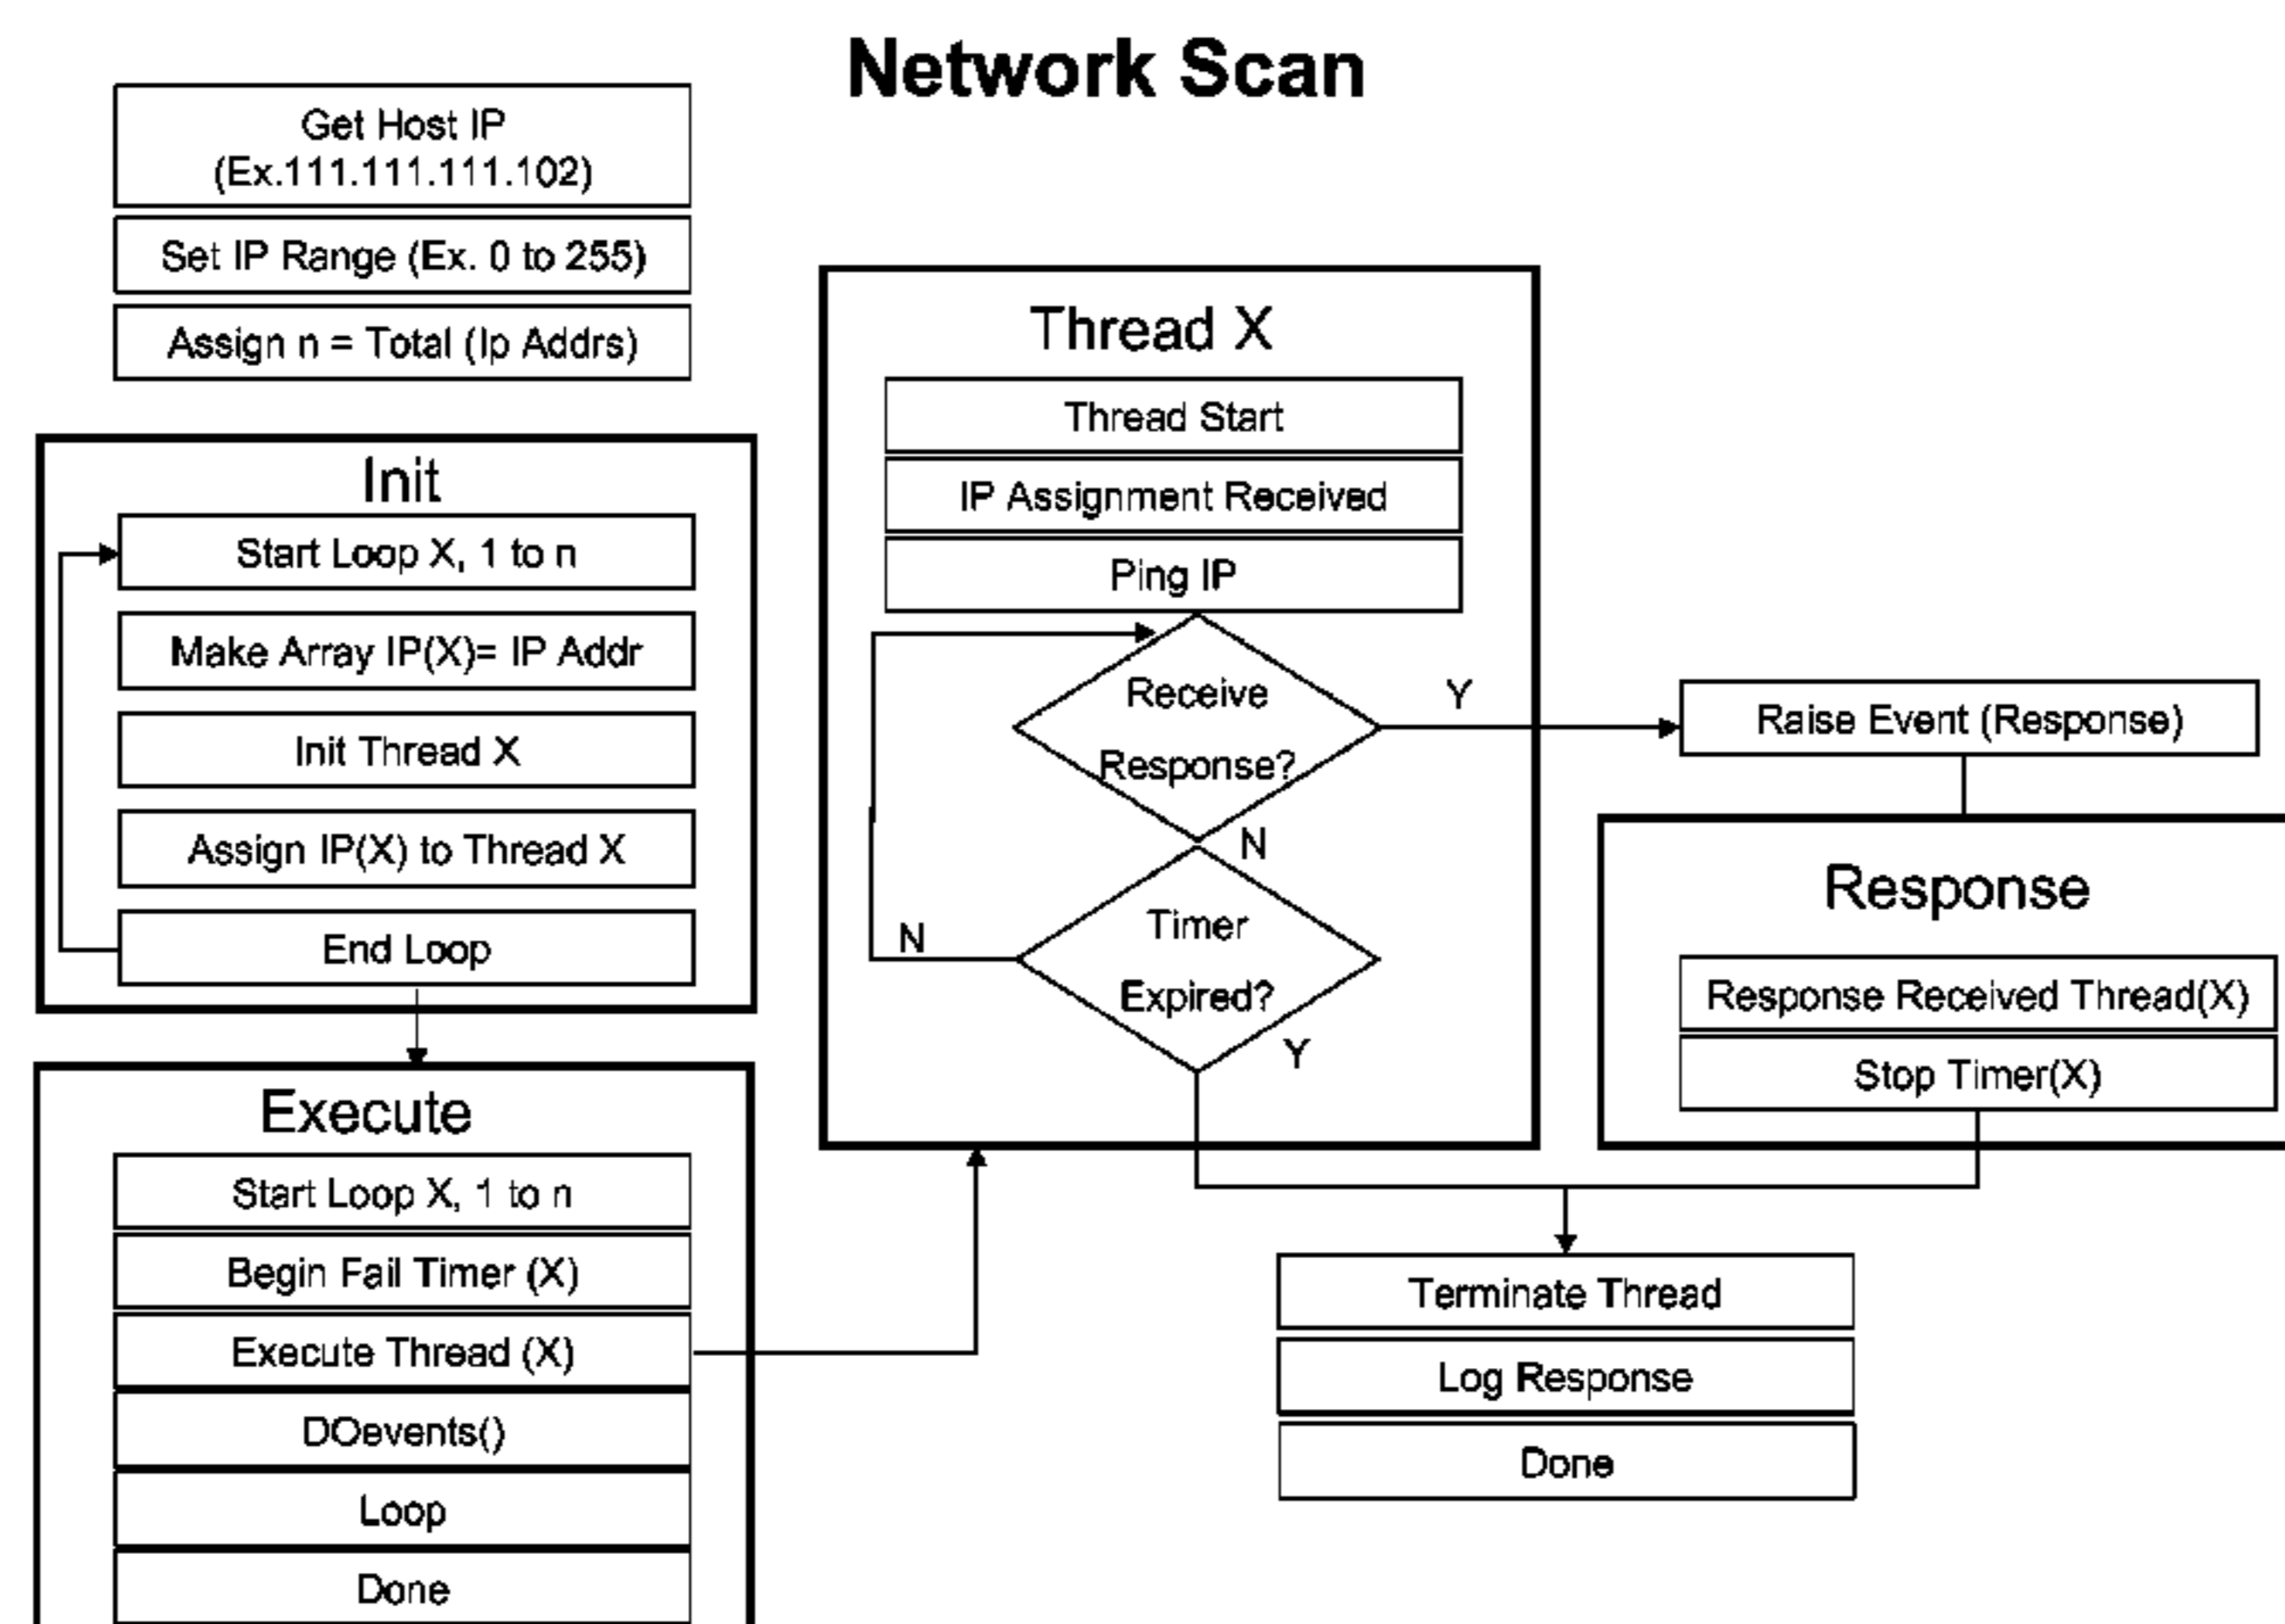 Network Scan
Get Host IP
(Ex.111.111.111.102)
Set IP Range (Ex. 0 to 255)
Assign n = Total (Ip Addrs)
Init
Start Loop X, 1 to n
Make Array IP(X)= IP Addr
Init Thread X
Assign IP(X) to Thread X
End Loop
Execute
Start Loop X, 1 to n
Begin Fail Timer (X)
Execute Thread (X)
DOevents()
Loop
Done
Thread X
Thread Start
IP Assignment Received
Ping IP
Receive
Response?
Y
N
Timer
Expired?
N
Y
Raise Event (Response)
Response
Response Received Thread(X)
Stop Timer(X)
Terminate Thread
Log Response
Done